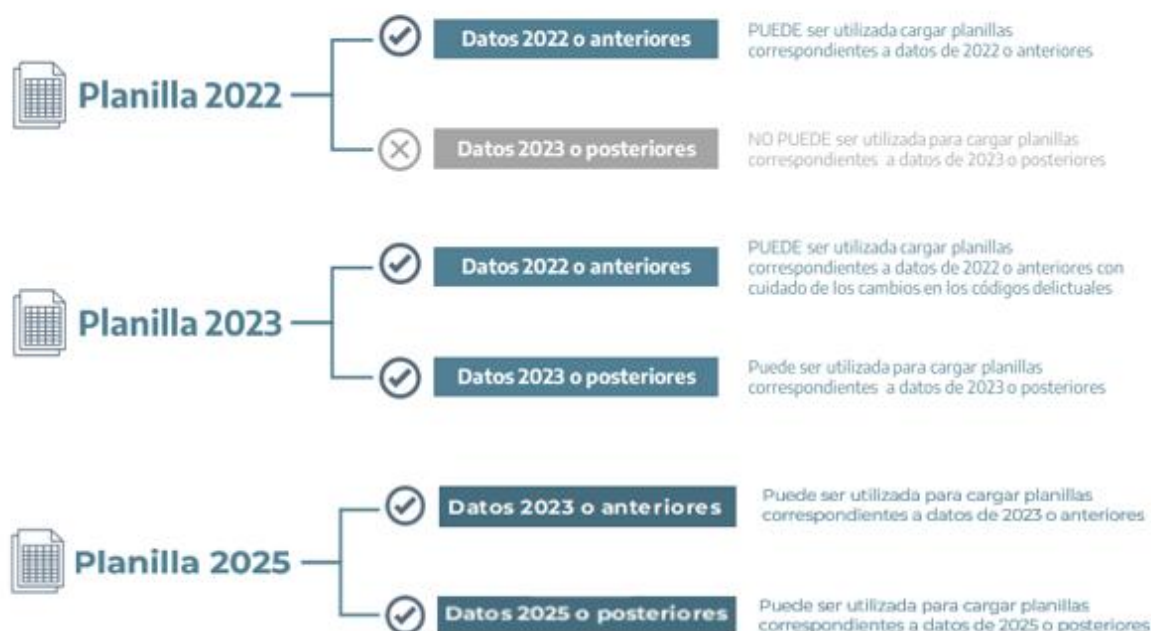 Planilla 2022
Datos 2022 o anteriores
PUEDE ser utilizada cargar planillas
correspondientes a datos de 2022 o anteriores
Datos 2023 o posteriores
NO PUEDE ser utilizada para cargar planillas
correspondientes a datos de 2023 o posteriores
Planilla 2023
Datos 2022 o anteriores
PUEDE ser utilizada cargar planillas
correspondientes a datos de 2022 o anteriores con
cuidado de los cambios en los códigos delictuales
Datos 2023 o posteriores
Puede ser utilizada para cargar planillas
correspondientes a datos de 2023 o posteriores
Planilla 2025
Datos 2023 o anteriores
Puede ser utilizada para cargar planillas
correspondientes a datos de 2023 o anteriores
Datos 2025 o posteriores
Puede ser utilizada para cargar planillas
correspondientes a datos de 2025 o posteriores